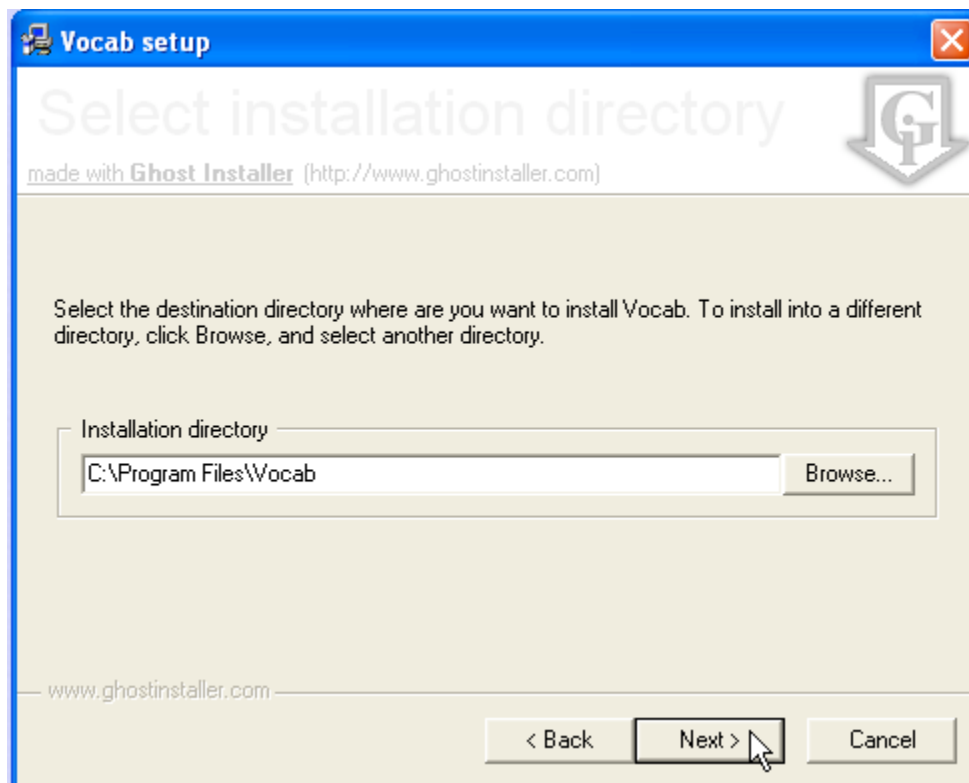 Vocab setup
Select installation directory
made with Ghost Installer (http://www.ghostinstaller.com)
Select the destination directory where are you want to install Vocab. To install into a different
directory, click Browse, and select another directory.
Installation directory
C:\Program Files\Vocab
Browse...
www.ghostinstaller.com
< Back
Next >
Cancel